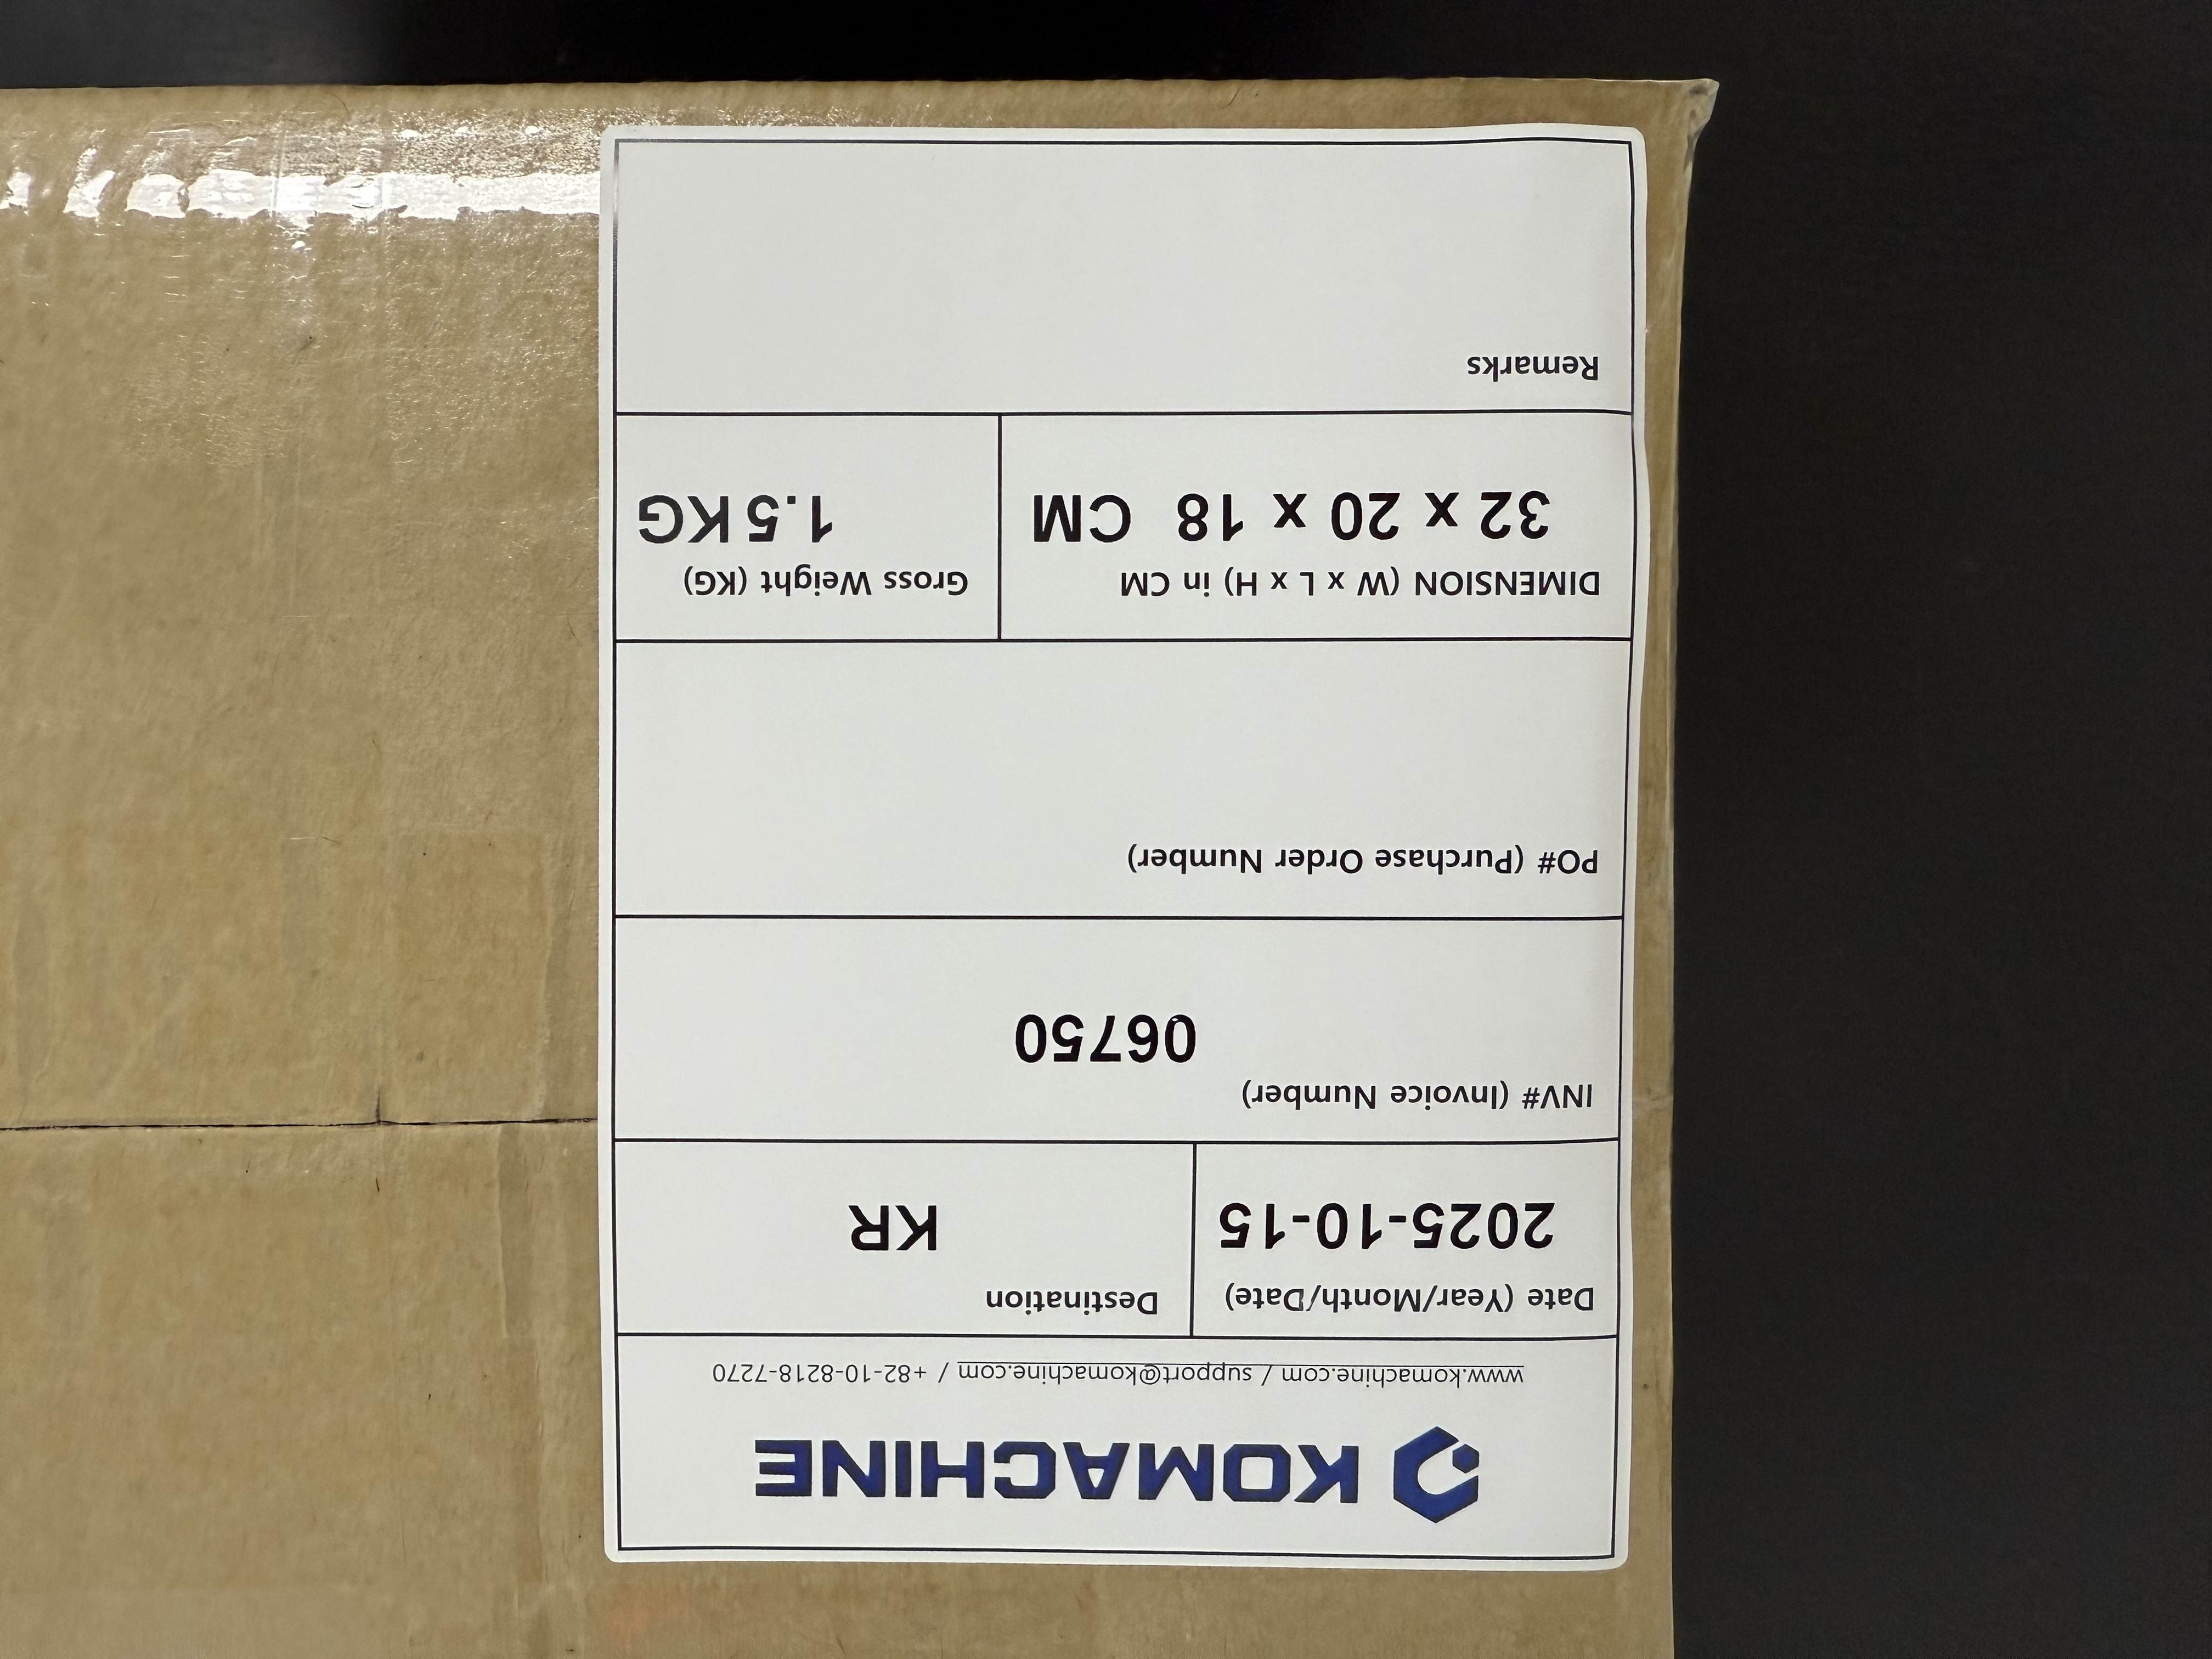 KOMACHINE
www.komachine.com / support@komachine.com / +82-10-8218-7270
Date (Year/Month/Date)
2025-10-15
Destination
KR
INV# (Invoice Number)
06750
PO# (Purchase Order Number)
DIMENSION (W x L x H) in CM
32 x 20 x 18 CM
Gross Weight (KG)
1.5 KG
Remarks